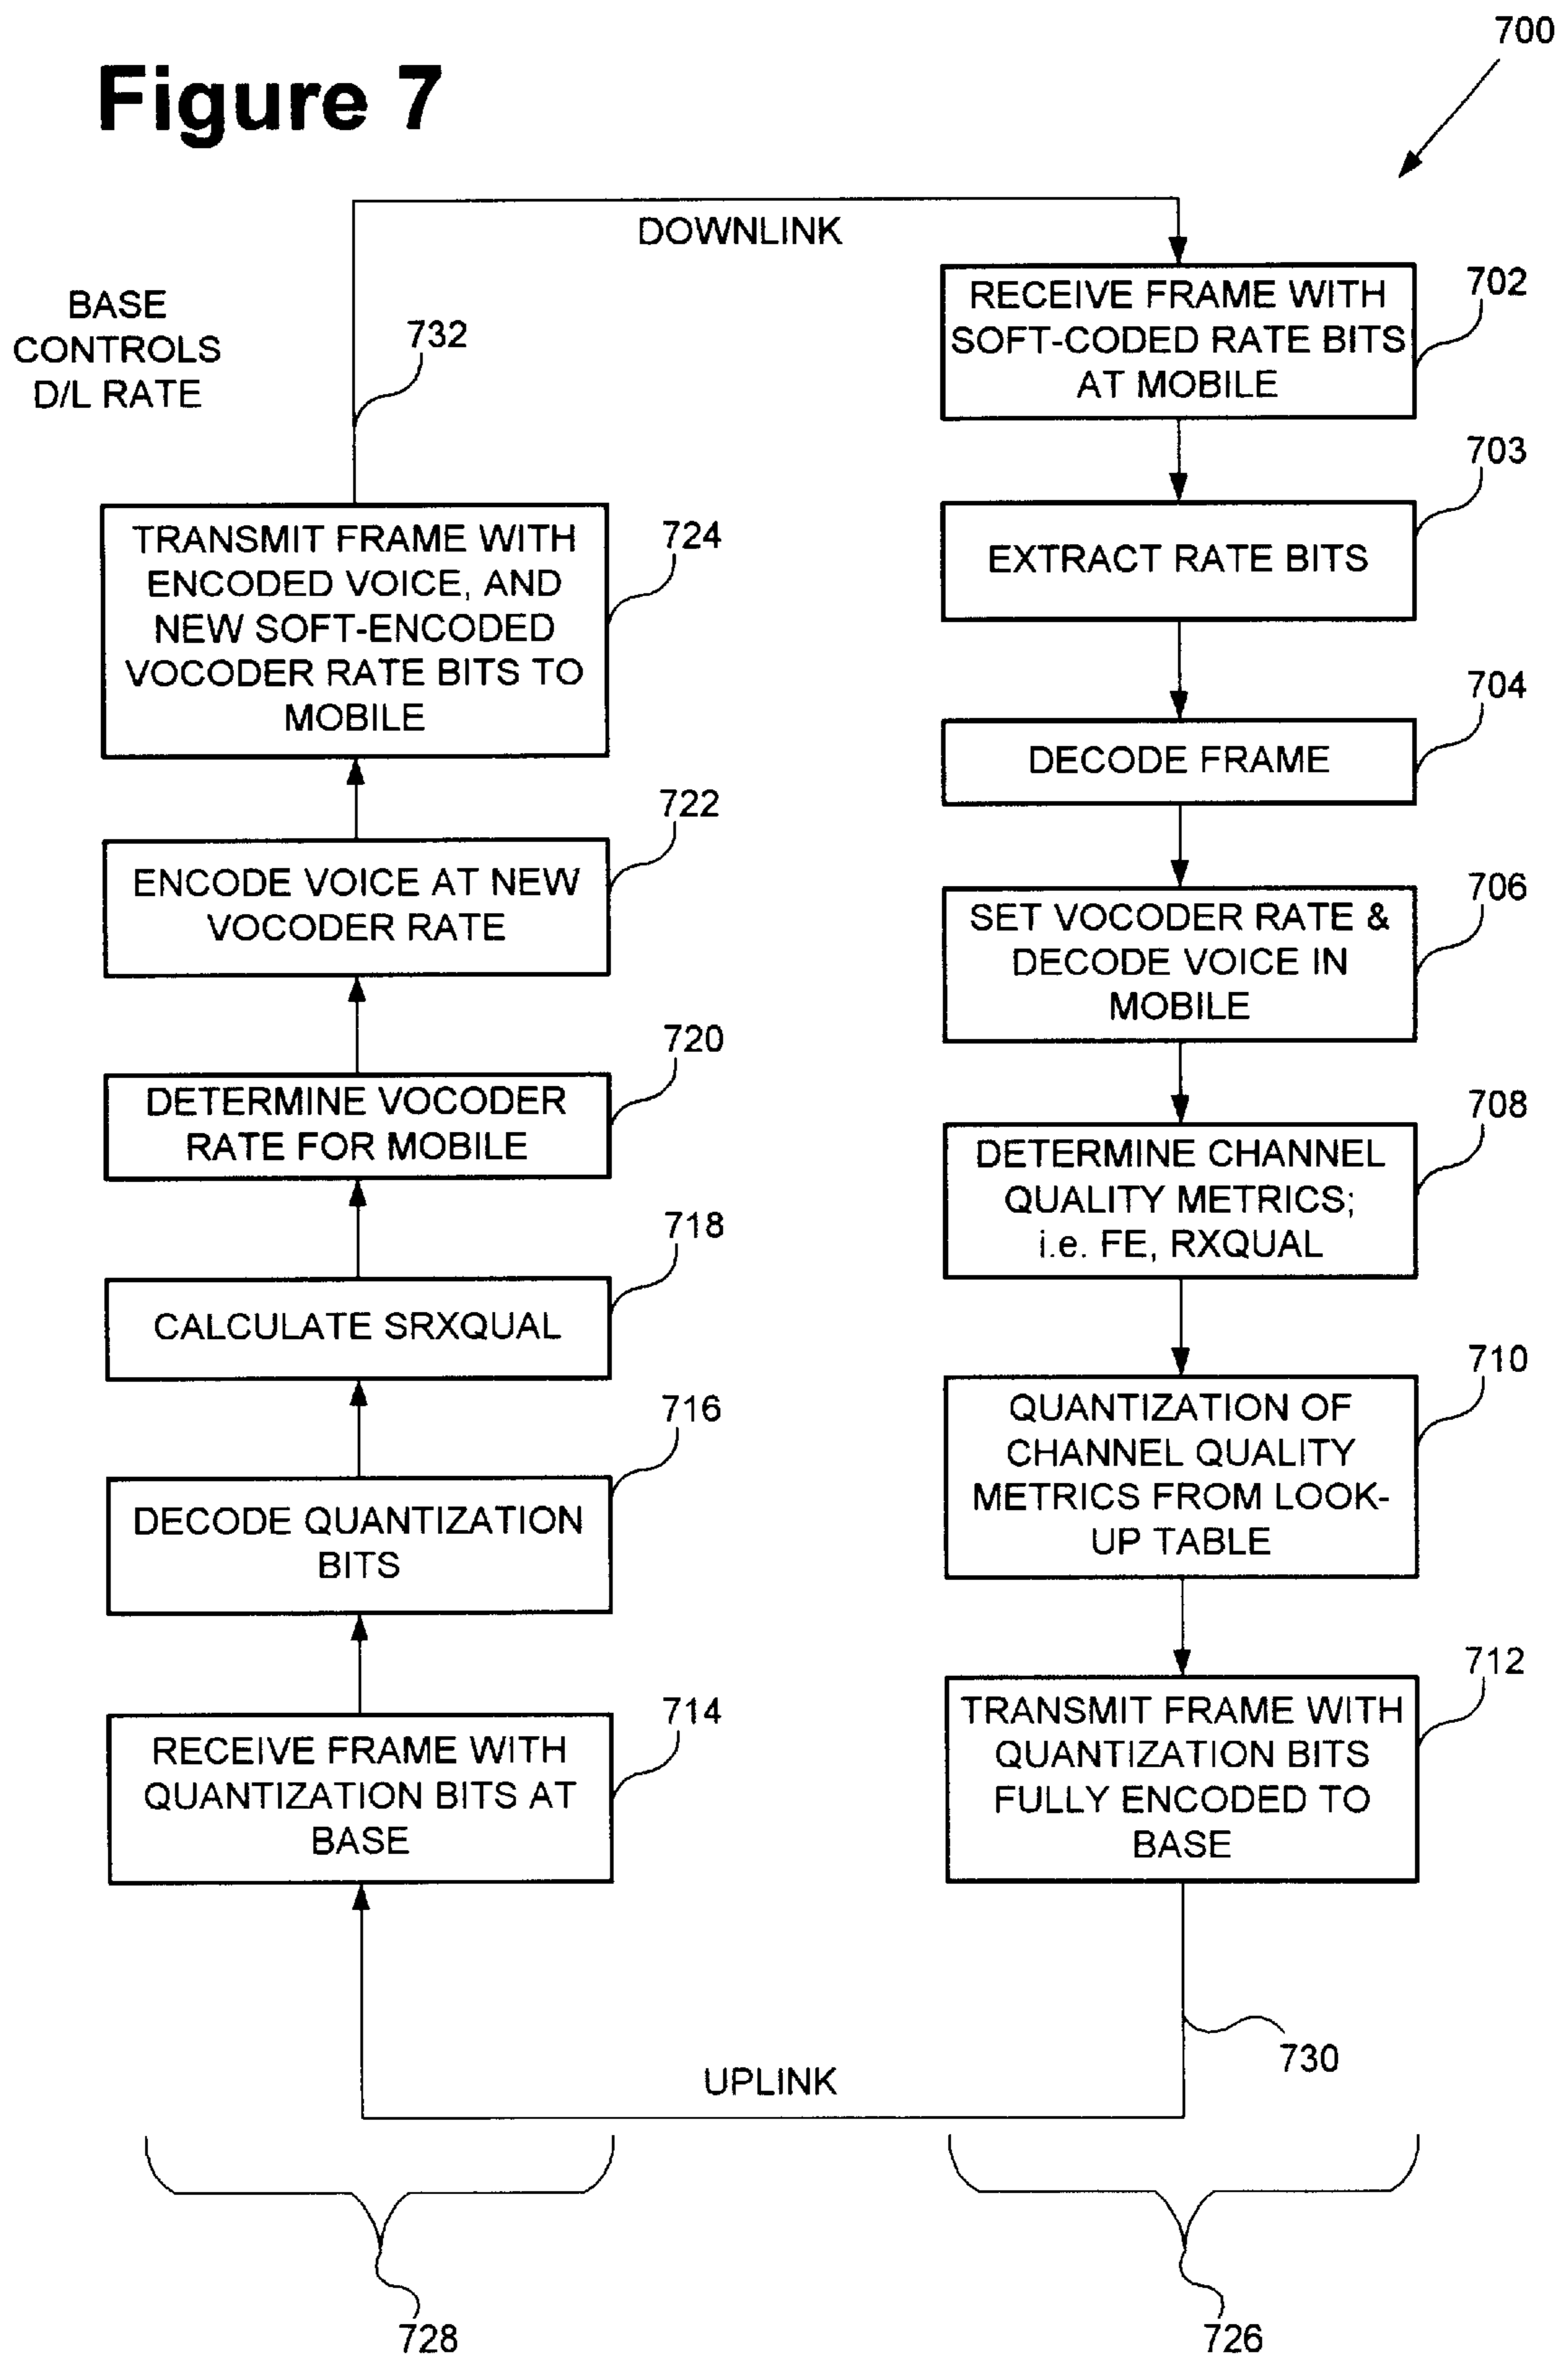 Figure 7
700
DOWNLINK
BASE
CONTROLS
D/L RATE
732
TRANSMIT FRAME WITH
ENCODED VOICE, AND
NEW SOFT-ENCODED
VOCODER RATE BITS TO
MOBILE
724
ENCODE VOICE AT NEW
VOCODER RATE
722
DETERMINE VOCODER
RATE FOR MOBILE
720
CALCULATE SRXQUAL
718
DECODE QUANTIZATION
BITS
716
RECEIVE FRAME WITH
QUANTIZATION BITS AT
BASE
714
RECEIVE FRAME WITH
SOFT-CODED RATE BITS
AT MOBILE
702
EXTRACT RATE BITS
703
DECODE FRAME
704
SET VOCODER RATE &
DECODE VOICE IN
MOBILE
706
DETERMINE CHANNEL
QUALITY METRICS;
i.e. FE, RXQUAL
708
QUANTIZATION OF
CHANNEL QUALITY
METRICS FROM LOOK-
UP TABLE
710
TRANSMIT FRAME WITH
QUANTIZATION BITS
FULLY ENCODED TO
BASE
712
730
UPLINK
728
726